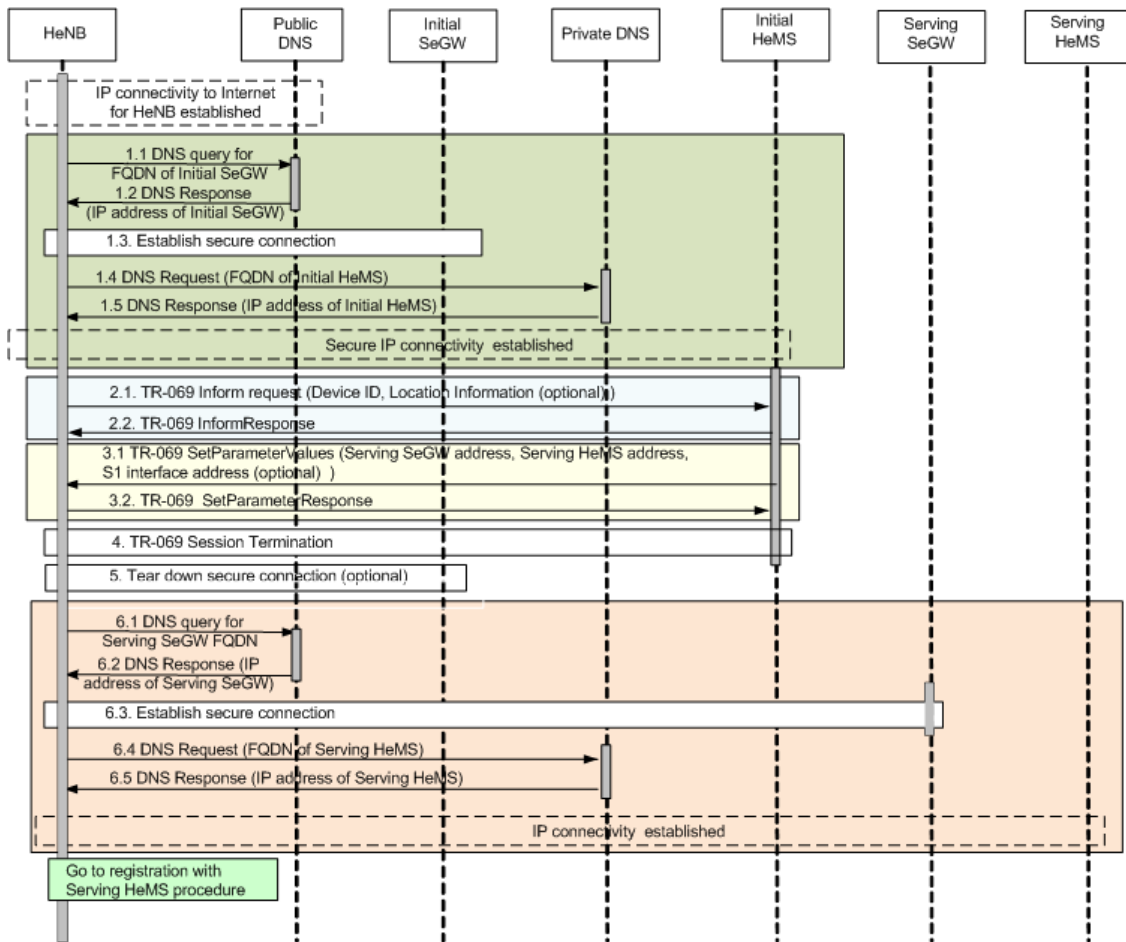 HeNB
Public
DNS
Initial
SeGW
Private DNS
Initial
HeMS
Serving
SeGW
Serving
HeMS
IP connectivity to Internet
for HeNB established
1.1 DNS query for
FQDN of Initial SeGW
1.2 DNS Response
(IP address of Initial SeGW)
1.3. Establish secure connection
1.4 DNS Request (FQDN of Initial HeMS)
1.5 DNS Response (IP address of Initial HeMS)
Secure IP connectivity established
2.1. TR-069 Inform request (Device ID, Location Information (optional) )
2.2. TR-069 InformResponse
3.1 TR-069 SetParameterValues (Serving SeGW address, Serving HeMS address,
S1 interface address (optional) )
3.2. TR-069 SetParameterResponse
4. TR-069 Session Termination
5. Tear down secure connection (optional)
6.1 DNS query for
Serving SeGW FQDN
6.2 DNS Response (IP
address of Serving SeGW)
6.3. Establish secure connection
6.4 DNS Request (FQDN of Serving HeMS)
6.5 DNS Response (IP address of Serving HeMS)
IP connectivity established
Go to registration with
Serving HeMS procedure